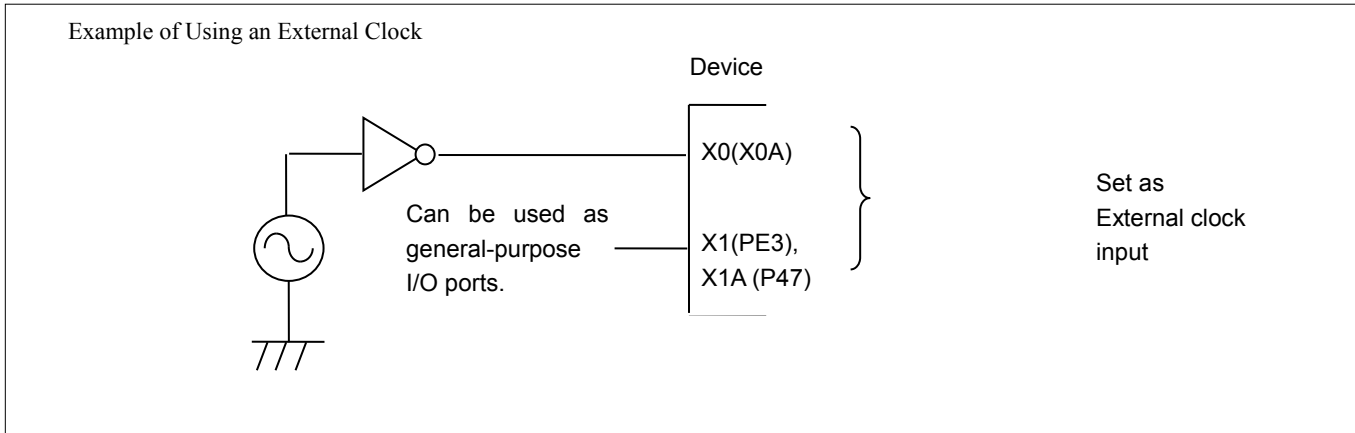 Example of Using an External Clock
Device
X0(X0A)
Can be used as
general-purpose
I/O ports.
X1(PE3),
X1A (P47)
Set as
External clock
input